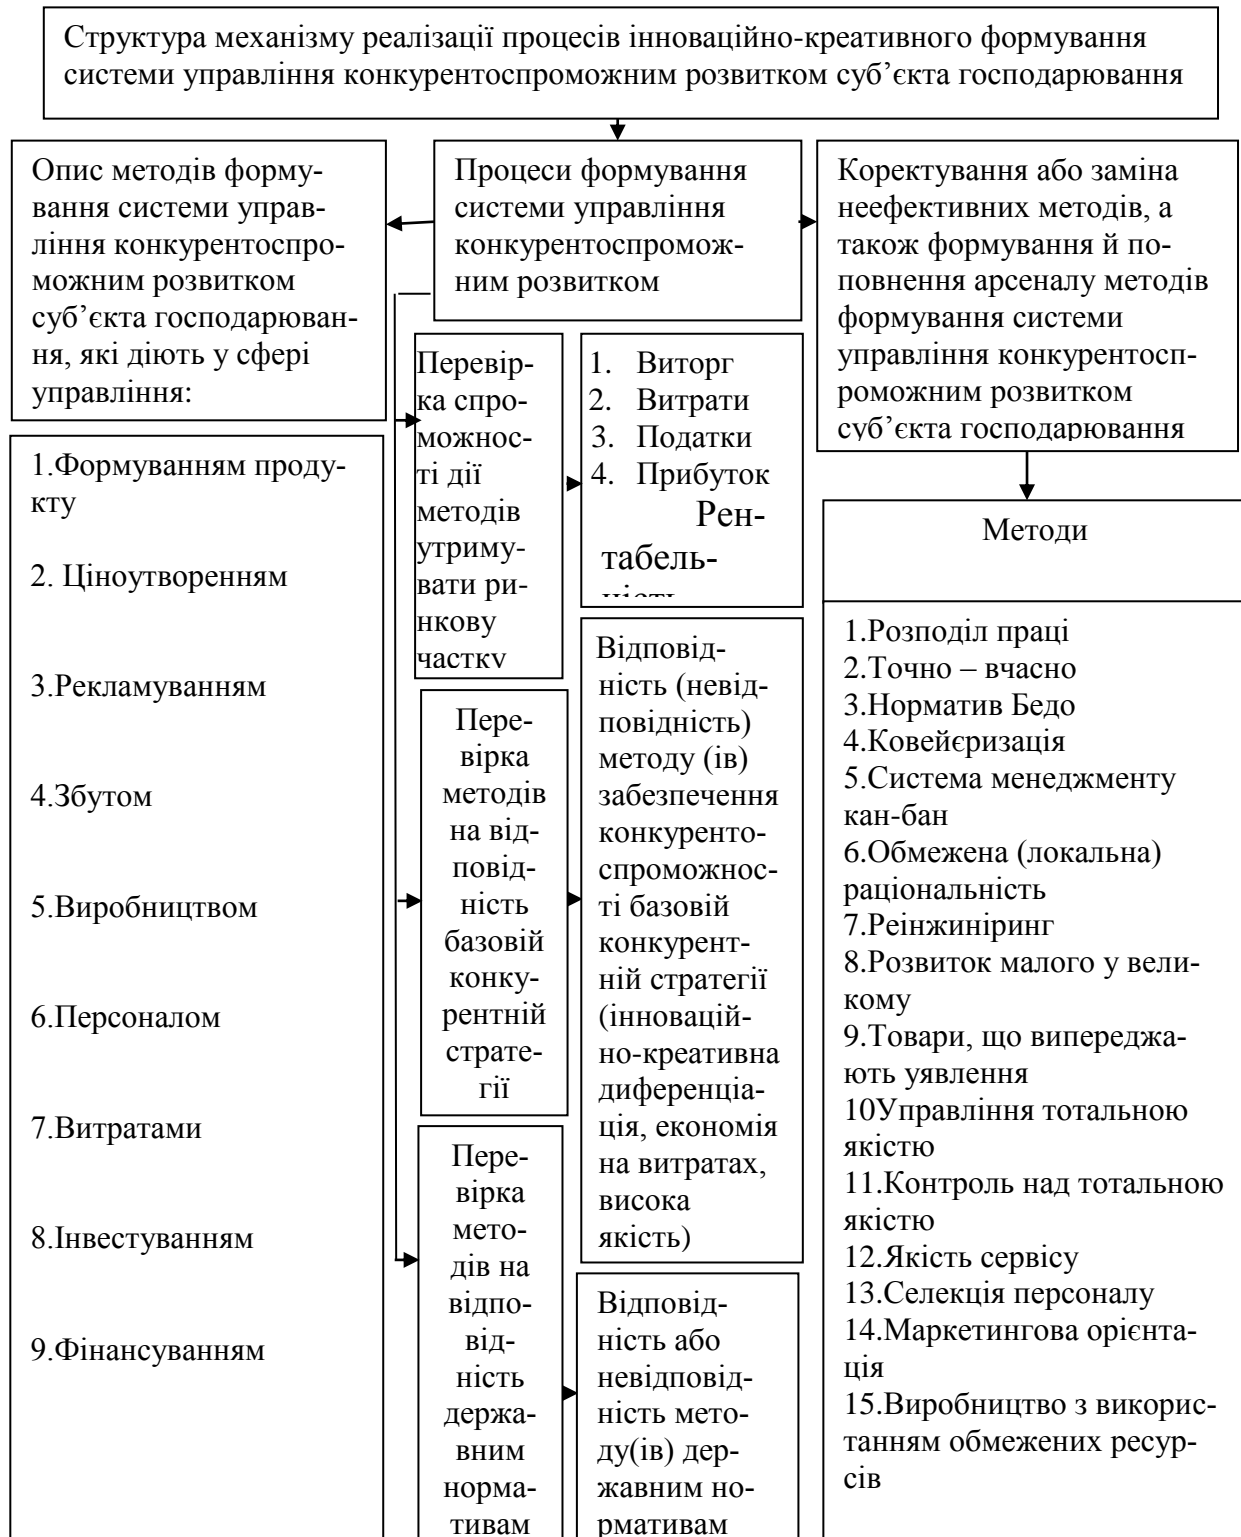 Структура механізму реалізації процесів інноваційно-креативного формування
системи управління конкурентоспроможним розвитком суб’єкта господарювання
Опис методів форму-
вання системи управ-
ління конкурентоспро-
можним розвитком
суб’єкта господарюван-
ня, які діють у сфері
управління:
1.Формуванням проду-
кту
2. Ціноутворенням
3.Рекламуванням
4.Збутом
5.Виробництвом
6.Персоналом
7.Витратами
8.Інвестуванням
9.Фінансуванням
Процеси формування
системи управління
конкурентоспромож-
ним розвитком
Перевір-
ка спро-
можнос-
ті дії
методів
утриму-
вати ри-
нкову
частку
1. Виторг
2. Витрати
3. Податки
4. Прибуток
Рен-
табель-
ність
Пере-
вірка
методів
на від-
повід-
ність
базовій
конку-
рентній
страте-
гії
Відповід-
ність (невід-
повідність)
методу (ів)
забезпечення
конкуренто-
спроможнос-
ті базовій
конкурент-
ній стратегії
(інновацій-
но-креативна
диференціа-
ція, економія
на витратах,
висока
якість)
Пере-
вірка
мето-
дів на
відпо-
від-
ність
держа-
вним
норма-
тивам
Відповід-
ність або
невідповід-
ність мето-
ду(ів) дер-
жавним но-
рмативам
Коректування або заміна
неефективних методів, а
також формування й по-
повнення арсеналу методів
формування системи
управління конкурентосп-
роможним розвитком
суб’єкта господарювання
Методи
1.Розподіл праці
2.Точно – вчасно
3.Норматив Бедо
4.Ковейєризація
5.Система менеджменту
кан-бан
6.Обмежена (локальна)
раціональність
7.Реінжиніринг
8.Розвиток малого у вели-
кому
9.Товари, що випереджа-
ють уявлення
10Управління тотальною
якістю
11.Контроль над тотальною
якістю
12.Якість сервісу
13.Селекція персоналу
14.Маркетингова орієнта-
ція
15.Виробництво з викорис-
танням обмежених ресур-
сів